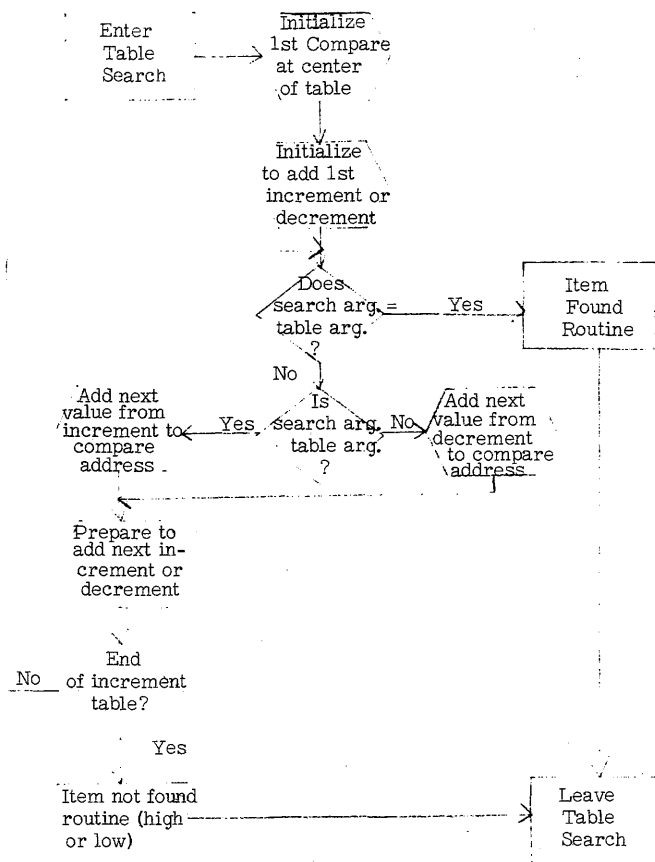 Enter
Table
Search
Initialize
1st Compare
at center
of table
Initialize
to add 1st
increment or
decrement
Does
search arg. =
table arg.
?
Yes
Item
Found
Routine
No
Is
search arg.
table arg.
?
Yes
No
Add next
value from
increment to
compare
address
Add next
value from
decrement
to compare
address
Prepare to
add next in-
crement or
decrement
End
of increment
table?
No
Yes
Item not found
routine (high
or low)
Leave
Table
Search